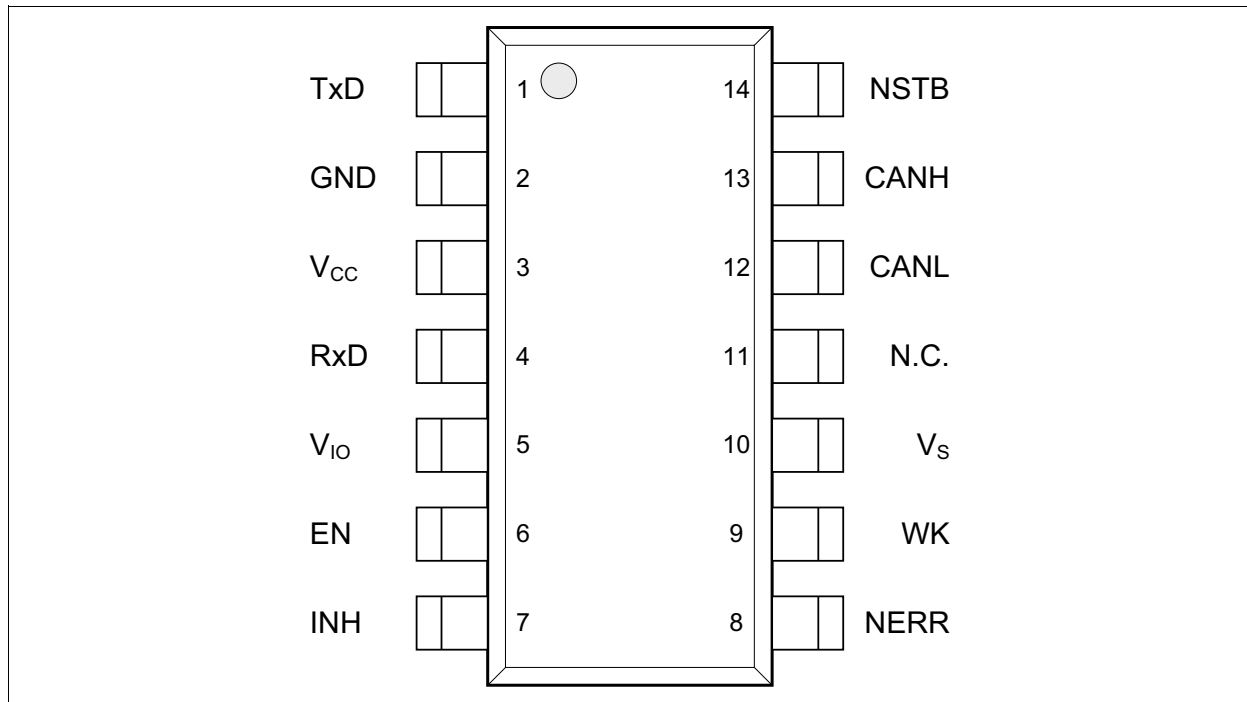 TxD 1 14 NSTB
GND 2 13 CANH
VCC 3 12 CANL
RxD 4 11 N.C.
VIO 5 10 VS
EN 6 9 WK
INH 7 8 NERR